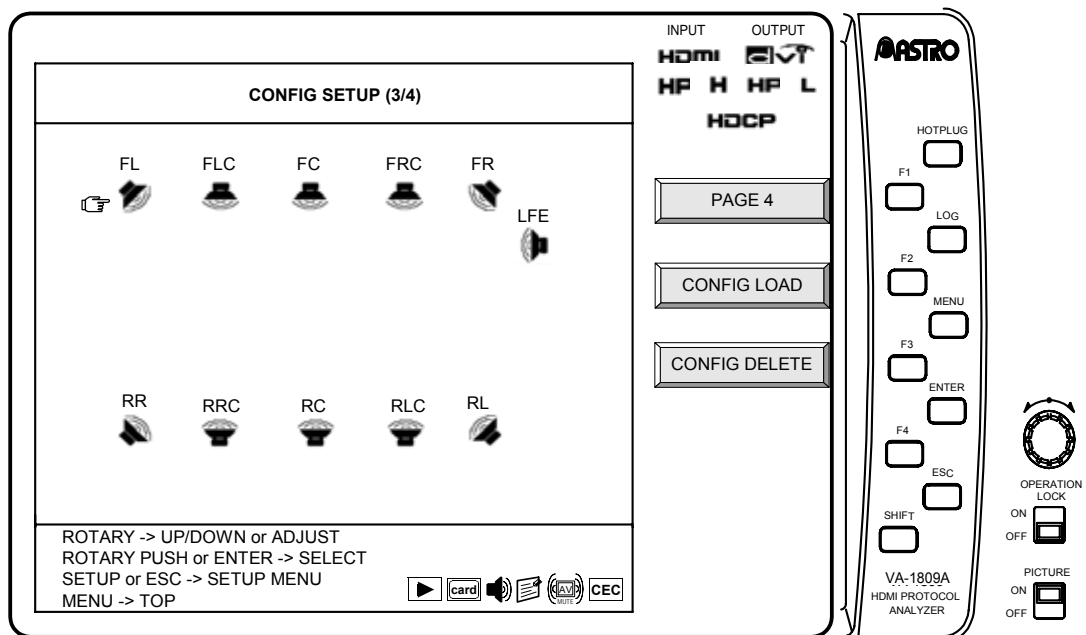 CONFIG SETUP (3/4)
FL FLC FC FRC FR
LFE
RR RRC RC RLC RL
ROTARY -> UP/DOWN or ADJUST
ROTARY PUSH or ENTER -> SELECT
SETUP or ESC -> SETUP MENU
MENU -> TOP
card
AV
MUTE
CEC
INPUT OUTPUT
HDMI DVI
HP H HP L
HDCP
PAGE 4
CONFIG LOAD
CONFIG DELETE
ASTRO
HOTPLUG
F1
LOG
F2
MENU
F3
ENTER
F4
ESC
SHIFT
VA-1809A
HDMI PROTOCOL
ANALYZER
OPERATION
LOCK
ON
OFF
PICTURE
ON
OFF